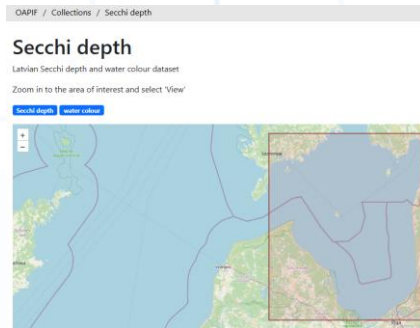 OAPIF / Collections / Secchi depth
Secchi depth
Latvian Secchi depth and water colour dataset
Zoom in to the area of interest and select 'View'
Secchi depth water colour
+
−